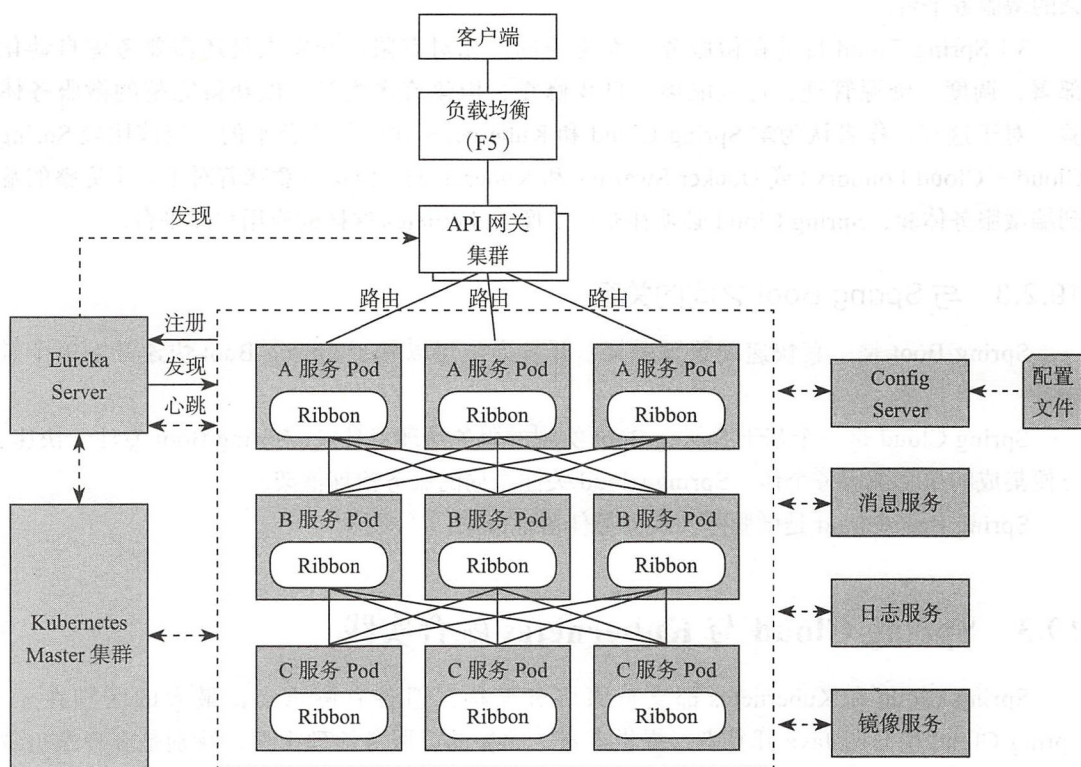 客户端
负载均衡
（F5）
发现
API 网关
集群
路由
路由
路由
注册
Eureka
Server
发现
心跳
A 服务 Pod
A 服务 Pod
A 服务 Pod
Ribbon
Ribbon
Ribbon
Config
Server
配置
文件
B 服务 Pod
B 服务 Pod
B 服务 Pod
Ribbon
Ribbon
Ribbon
消息服务
Kubernetes
Master 集群
日志服务
C 服务 Pod
C 服务 Pod
C 服务 Pod
Ribbon
Ribbon
Ribbon
镜像服务